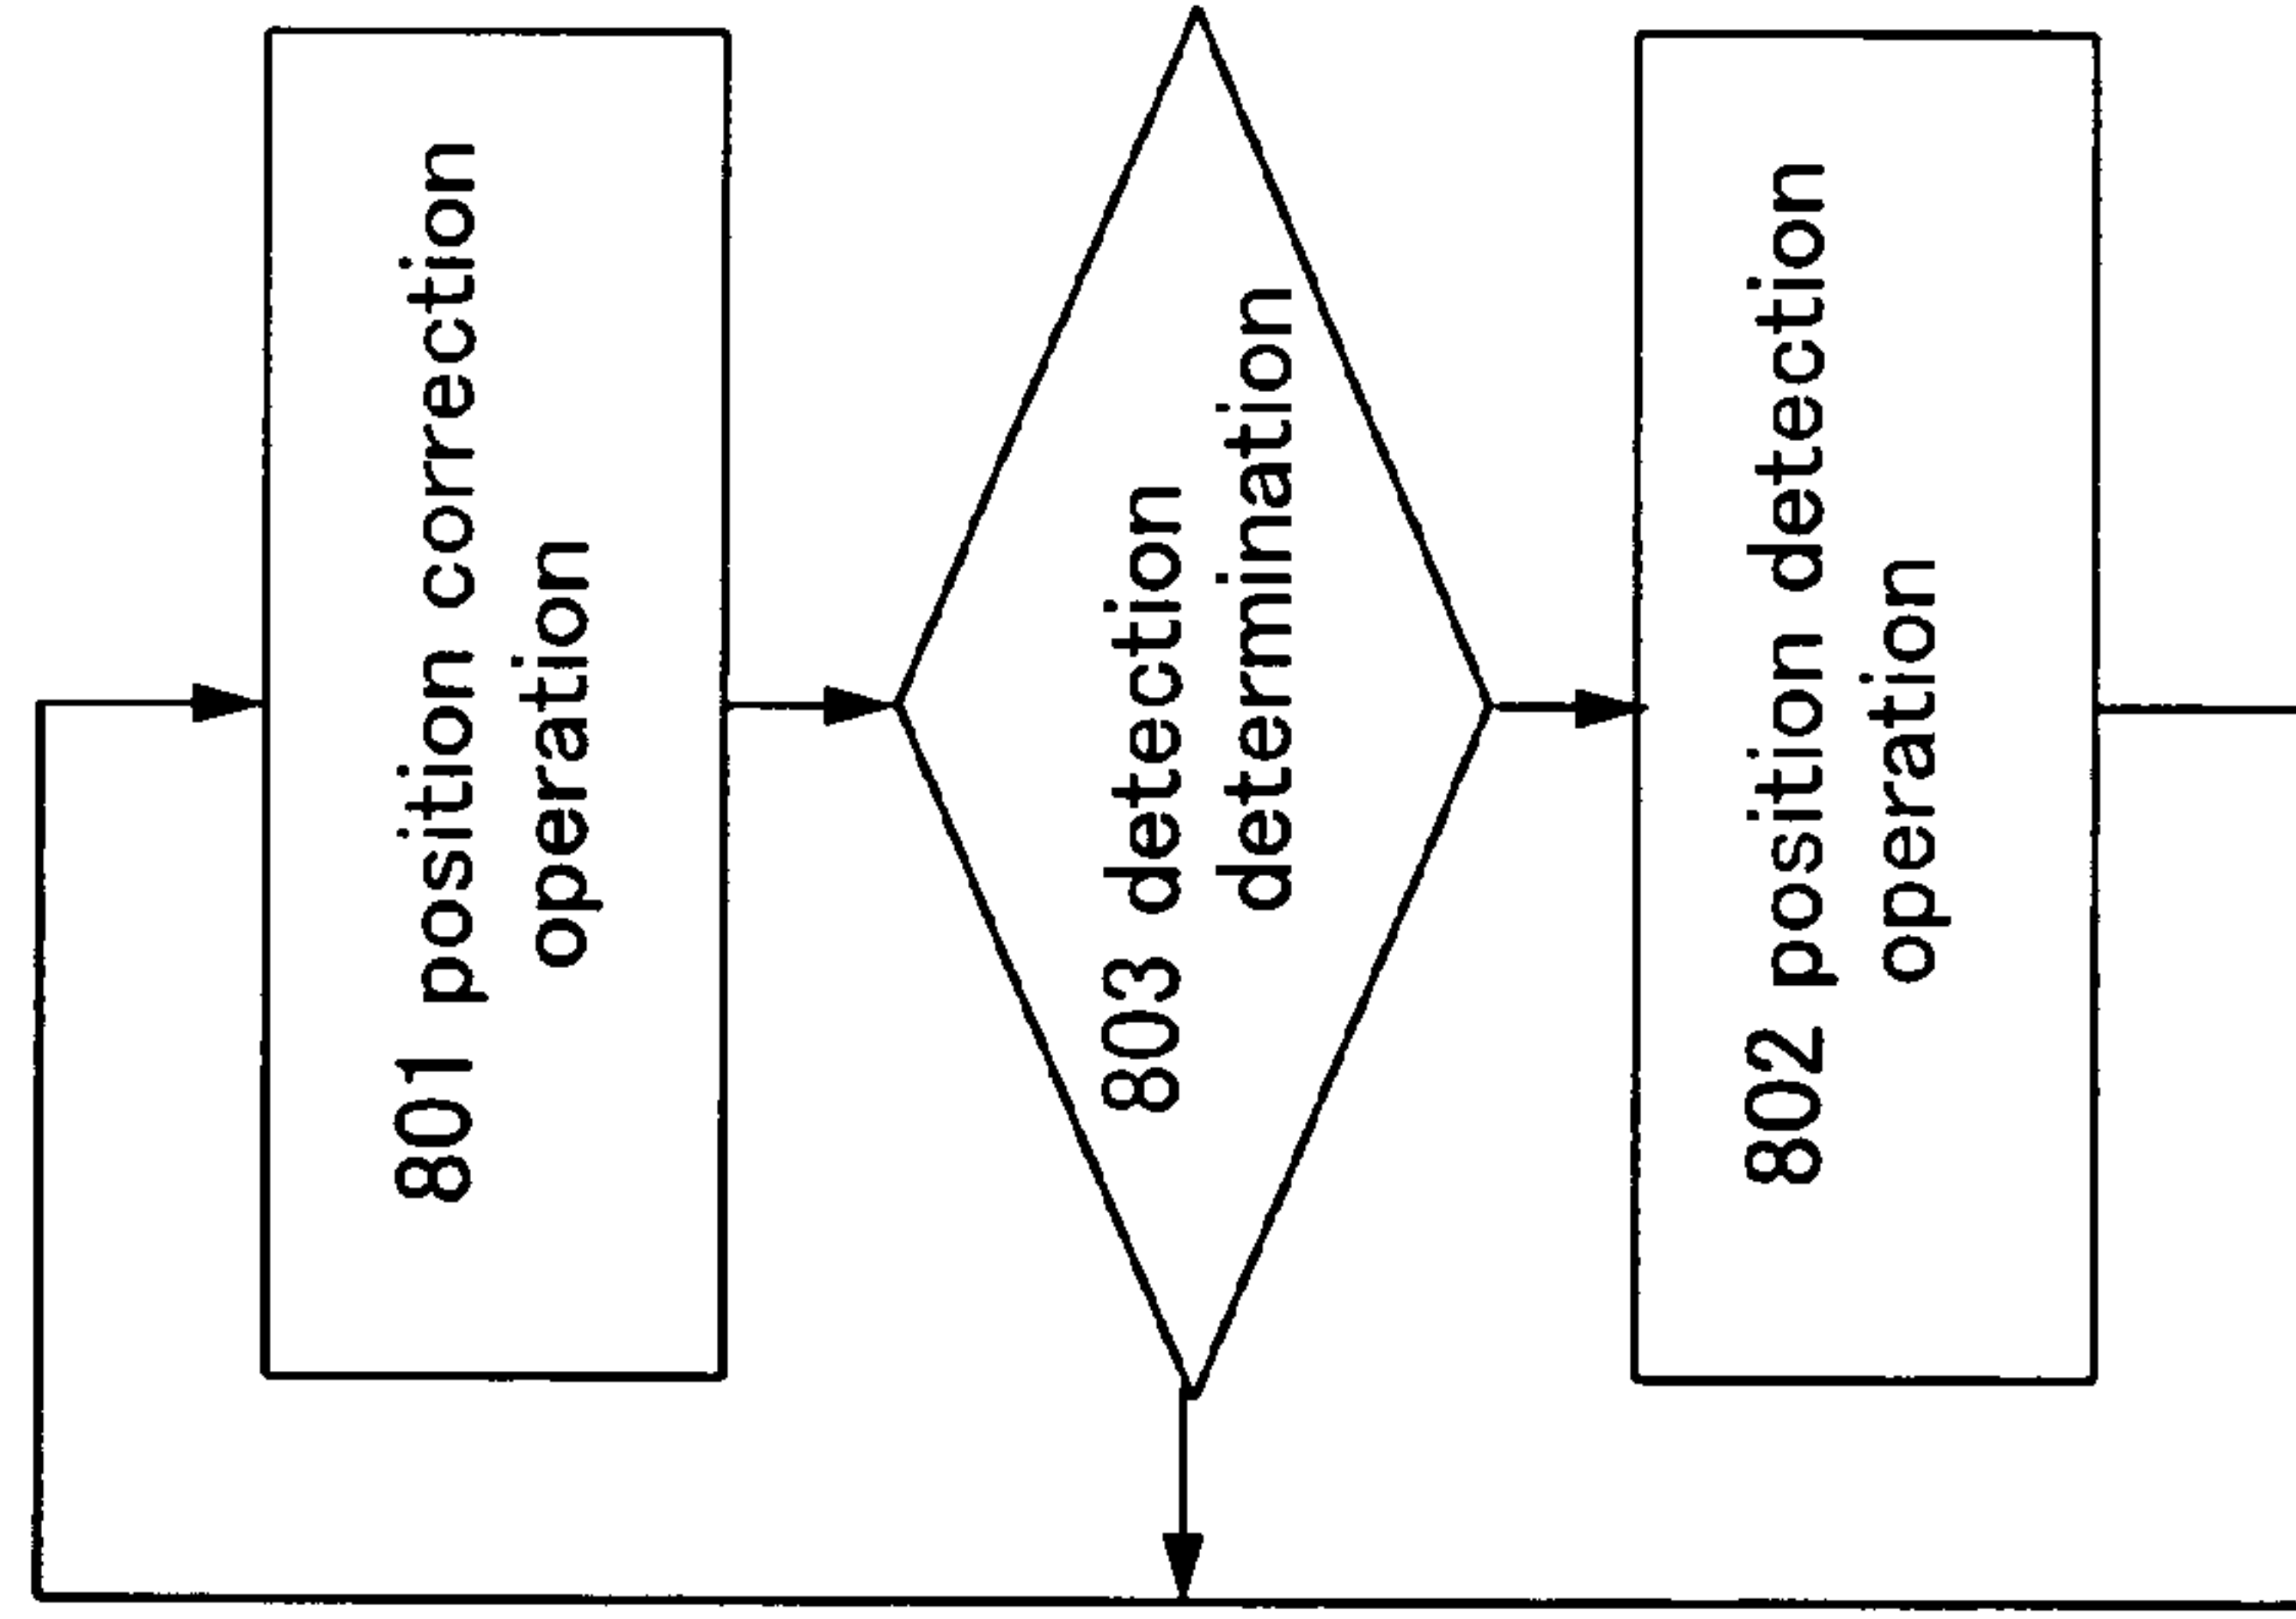 801 position correction
operation
803 detection
determination
802 position detection
operation